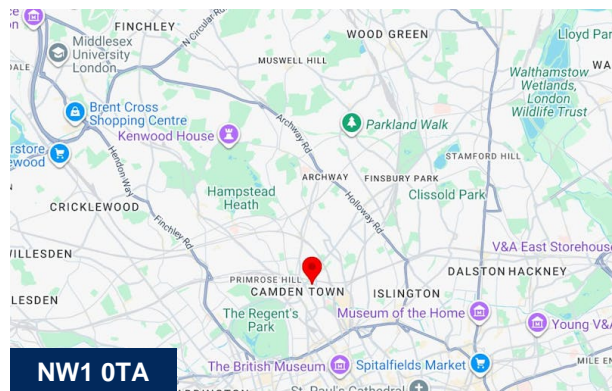 FINCHLEY
WOOD GREEN
Lloyd Par
N Circular Rd
Middlesex
University
London
MUSWELL HILL
Walthamstow
Wetlands,
London
Wildlife Trust
Brent Cross
Shopping Centre
Kenwood House
Archway Rd
Parkland Walk
STAMFORD HILL
Hendon Way
ARCHWAY
FINSBURY PARK
Hampstead
Heath
Clissold Park
CRICKLEWOOD
Holloway Rd
Finchley Rd
V&A East Storehouse
DALSTON
HACKNEY
PRIMROSE HILL
CAMDEN TOWN
ISLINGTON
The Regent's
Park
Museum of the Home
Young V&A
NW1 0TA
The British Museum
Spitalfields Market
MILE EN
St. Paul's Cathedral